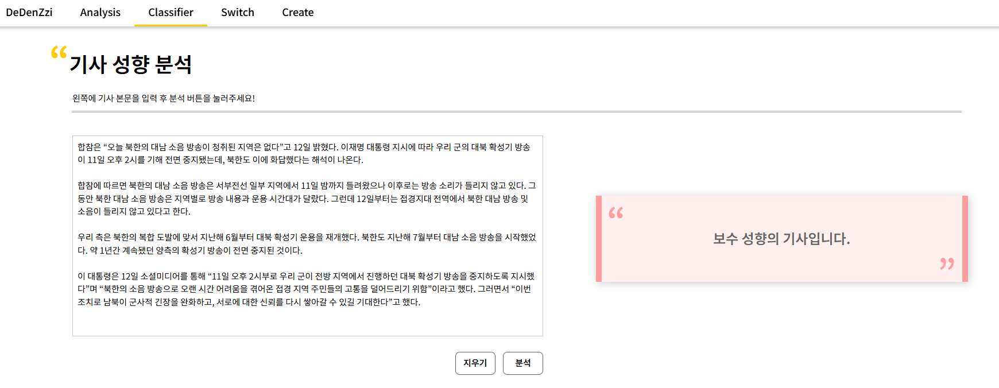 DeDenZzi Analysis Classifier Switch Create
“기사 성향 분석
왼쪽에 기사 본문을 입력 후 분석 버튼을 눌러주세요!
합참은 “오늘 북한의 대남 소음 방송이 청취된 지역은 없다”고 12일 밝혔다. 이재명 대통령 지시에 따라 우리 군의 대북 확성기 방송
이 11일 오후 2시를 기해 전면 중지됐는데, 북한도 이에 화답했다는 해석이 나온다.
합참에 따르면 북한의 대남 소음 방송은 서부전선 일부 지역에서 11일 밤까지 들려왔으나 이후로는 방송 소리가 들리지 않고 있다. 그
동안 북한 대남 소음 방송은 지역별로 방송 내용과 운용 시간대가 달랐다. 그런데 12일부터는 접경지대 전역에서 북한 대남 방송 및
소음이 들리지 않고 있다고 한다.
우리 측은 북한의 복합 도발에 맞서 지난해 6월부터 대북 확성기 운용을 재개했다. 북한도 지난해 7월부터 대남 소음 방송을 시작했었
다. 약 1년간 계속됐던 양측의 확성기 방송이 전면 중지된 것이다.
이 대통령은 12일 소셜미디어를 통해 “11일 오후 2시부로 우리 군이 전방 지역에서 진행하던 대북 확성기 방송을 중지하도록 지시했
다”며 “북한의 소음 방송으로 오랜 시간 어려움을 겪어온 접경 지역 주민들의 고통을 덜어드리기 위함”이라고 했다. 그러면서 “이번
조치로 남북이 군사적 긴장을 완화하고, 서로에 대한 신뢰를 다시 쌓아갈 수 있길 기대한다”고 했다.
지우기 분석
“
보수 성향의 기사입니다.
”